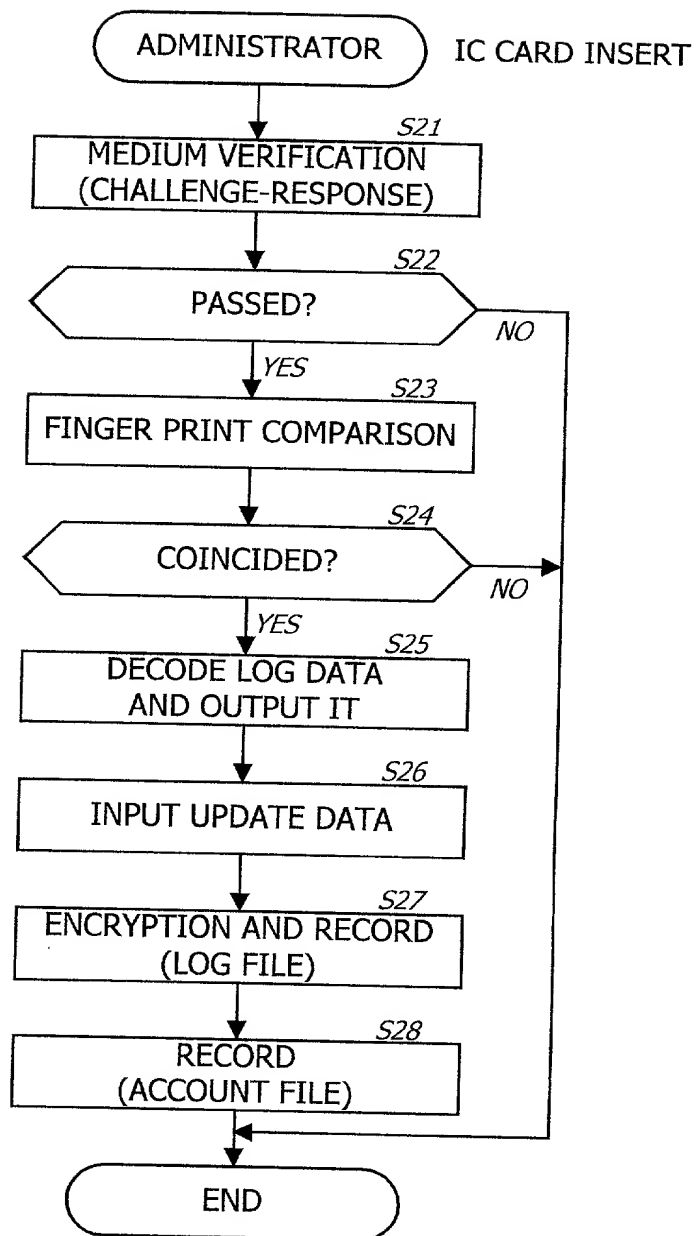 ADMINISTRATOR
IC CARD INSERT
S21
MEDIUM VERIFICATION
(CHALLENGE-RESPONSE)
S22
PASSED?
NO
YES
S23
FINGER PRINT COMPARISON
S24
COINCIDED?
NO
YES
S25
DECODE LOG DATA
AND OUTPUT IT
S26
INPUT UPDATE DATA
S27
ENCRYPTION AND RECORD
(LOG FILE)
S28
RECORD
(ACCOUNT FILE)
END